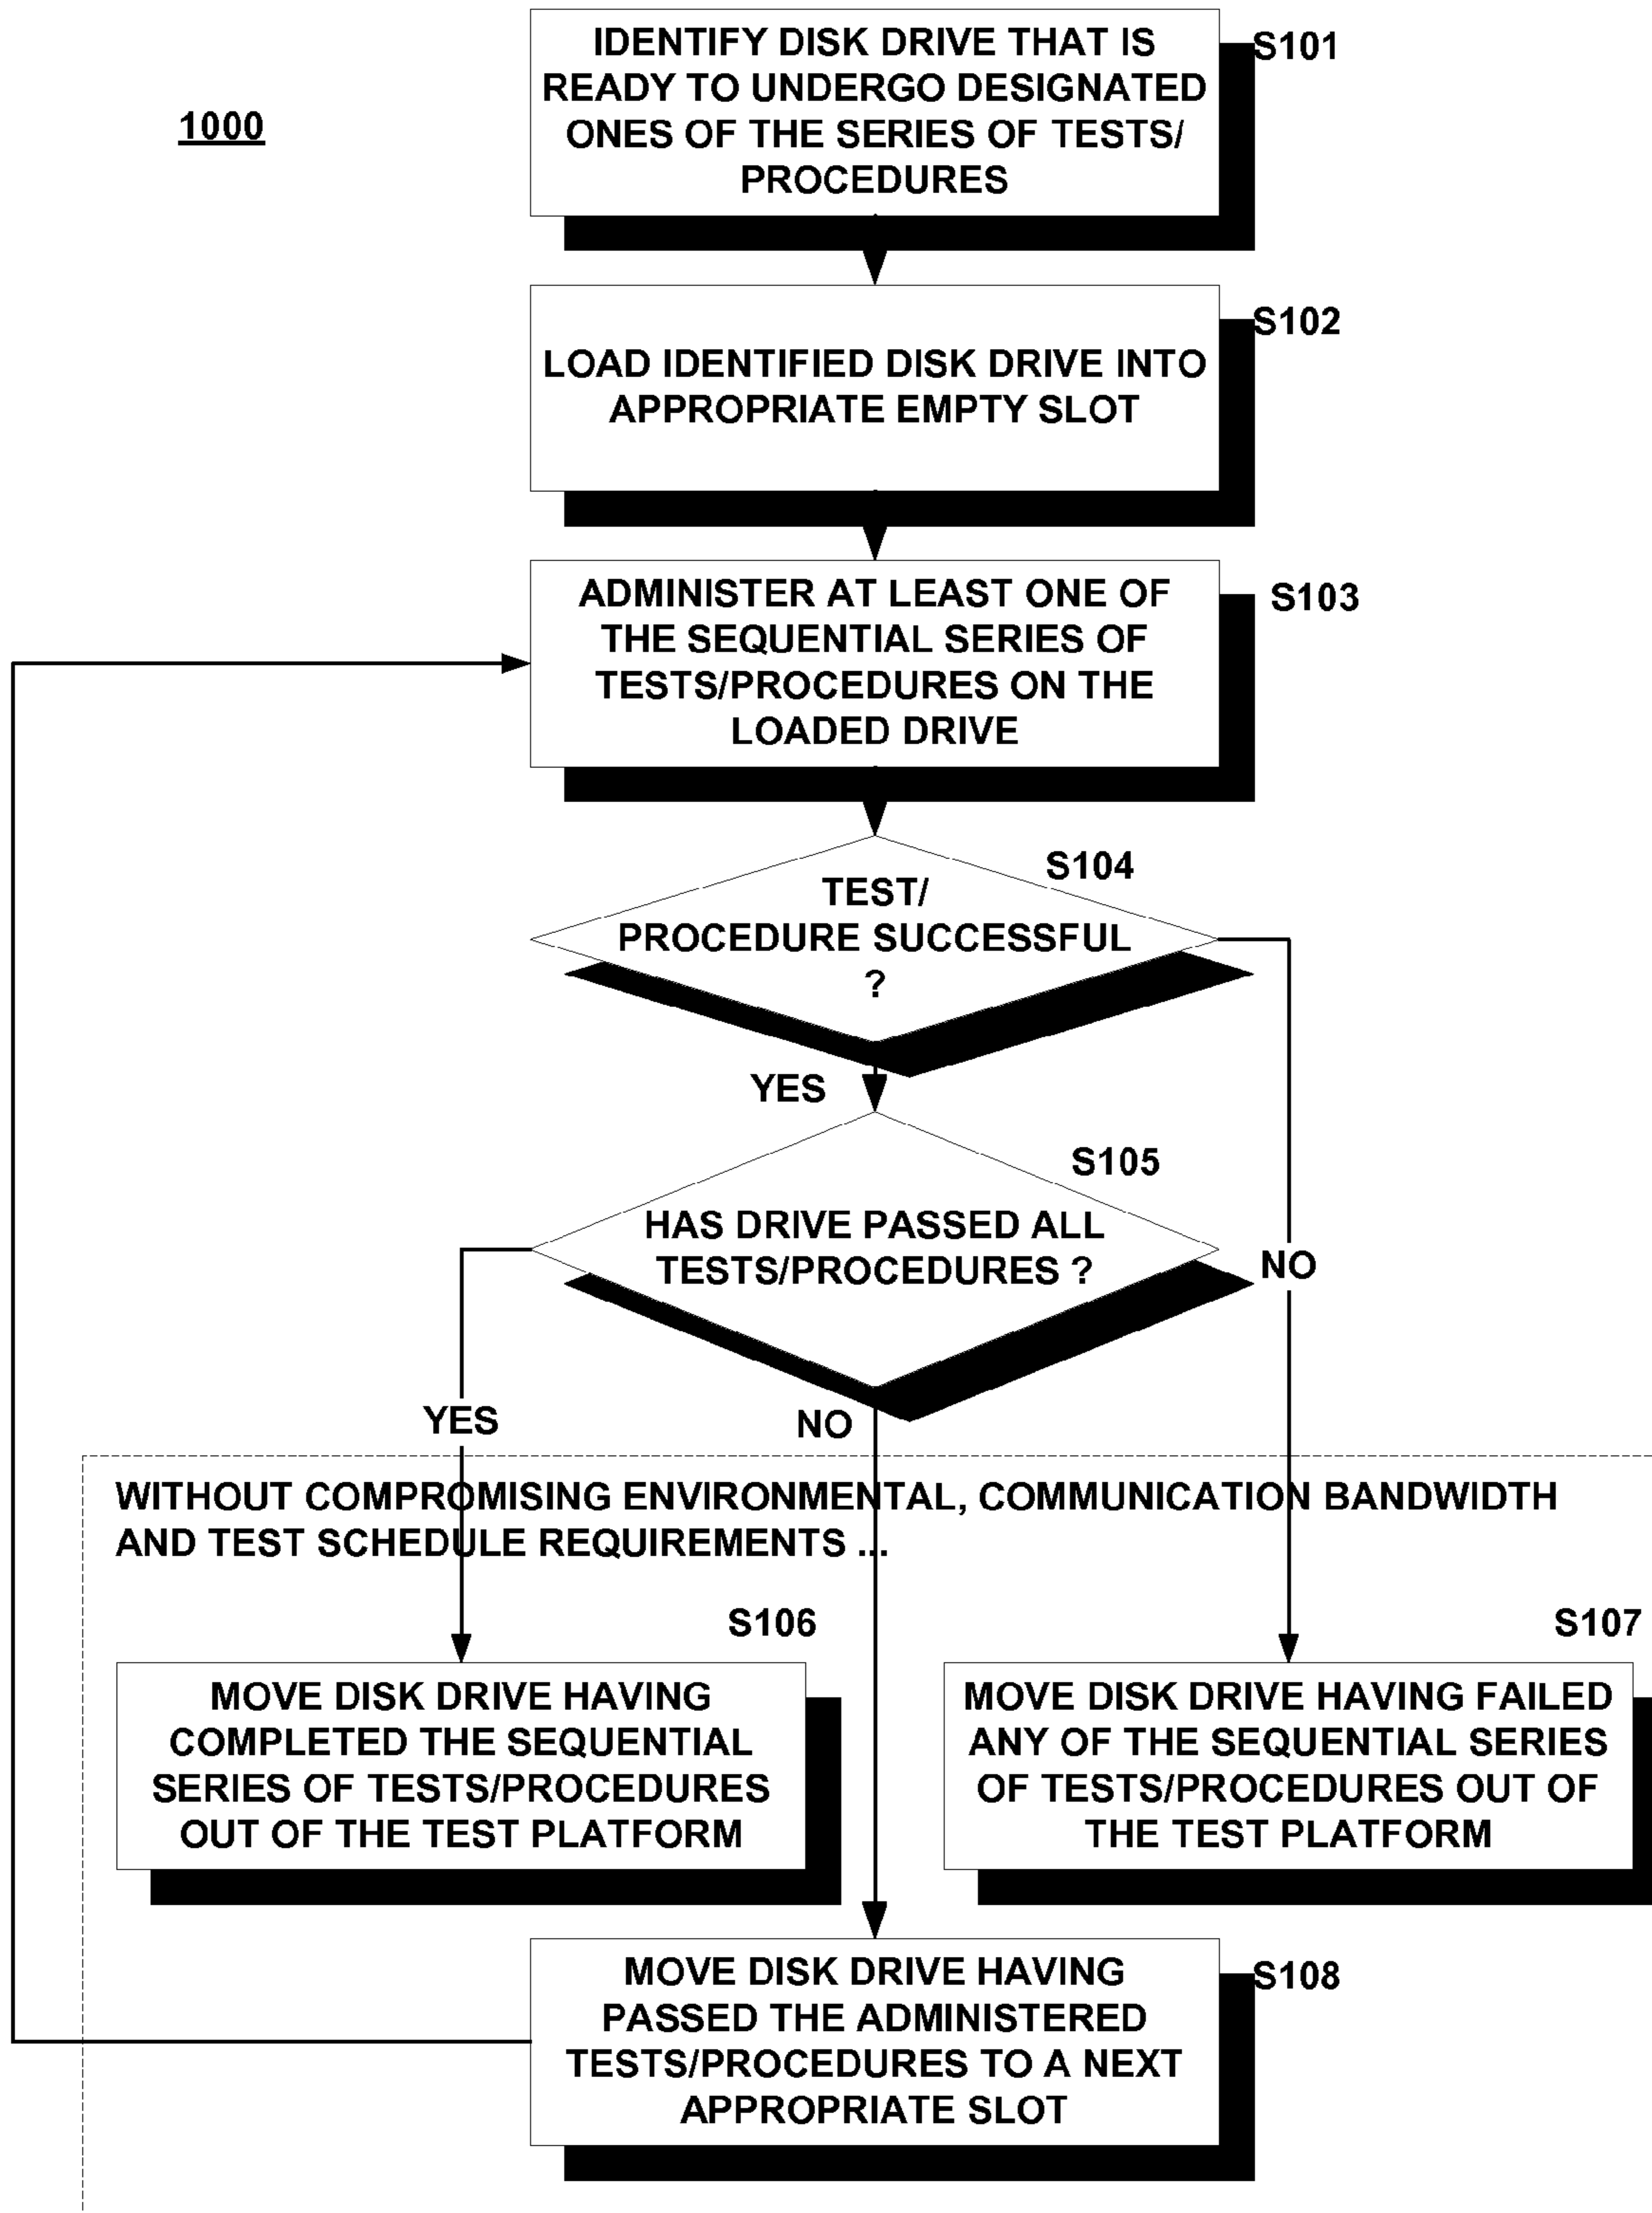 1000
IDENTIFY DISK DRIVE THAT IS
READY TO UNDERGO DESIGNATED
ONES OF THE SERIES OF TESTS/
PROCEDURES
S101
LOAD IDENTIFIED DISK DRIVE INTO
APPROPRIATE EMPTY SLOT
S102
ADMINISTER AT LEAST ONE OF
THE SEQUENTIAL SERIES OF
TESTS/PROCEDURES ON THE
LOADED DRIVE
S103
TEST/
PROCEDURE SUCCESSFUL
?
S104
YES
NO
HAS DRIVE PASSED ALL
TESTS/PROCEDURES ?
S105
YES
NO
WITHOUT COMPROMISING ENVIRONMENTAL, COMMUNICATION BANDWIDTH
AND TEST SCHEDULE REQUIREMENTS ...
S106
MOVE DISK DRIVE HAVING
COMPLETED THE SEQUENTIAL
SERIES OF TESTS/PROCEDURES
OUT OF THE TEST PLATFORM
S107
MOVE DISK DRIVE HAVING FAILED
ANY OF THE SEQUENTIAL SERIES
OF TESTS/PROCEDURES OUT OF
THE TEST PLATFORM
MOVE DISK DRIVE HAVING
PASSED THE ADMINISTERED
TESTS/PROCEDURES TO A NEXT
APPROPRIATE SLOT
S108